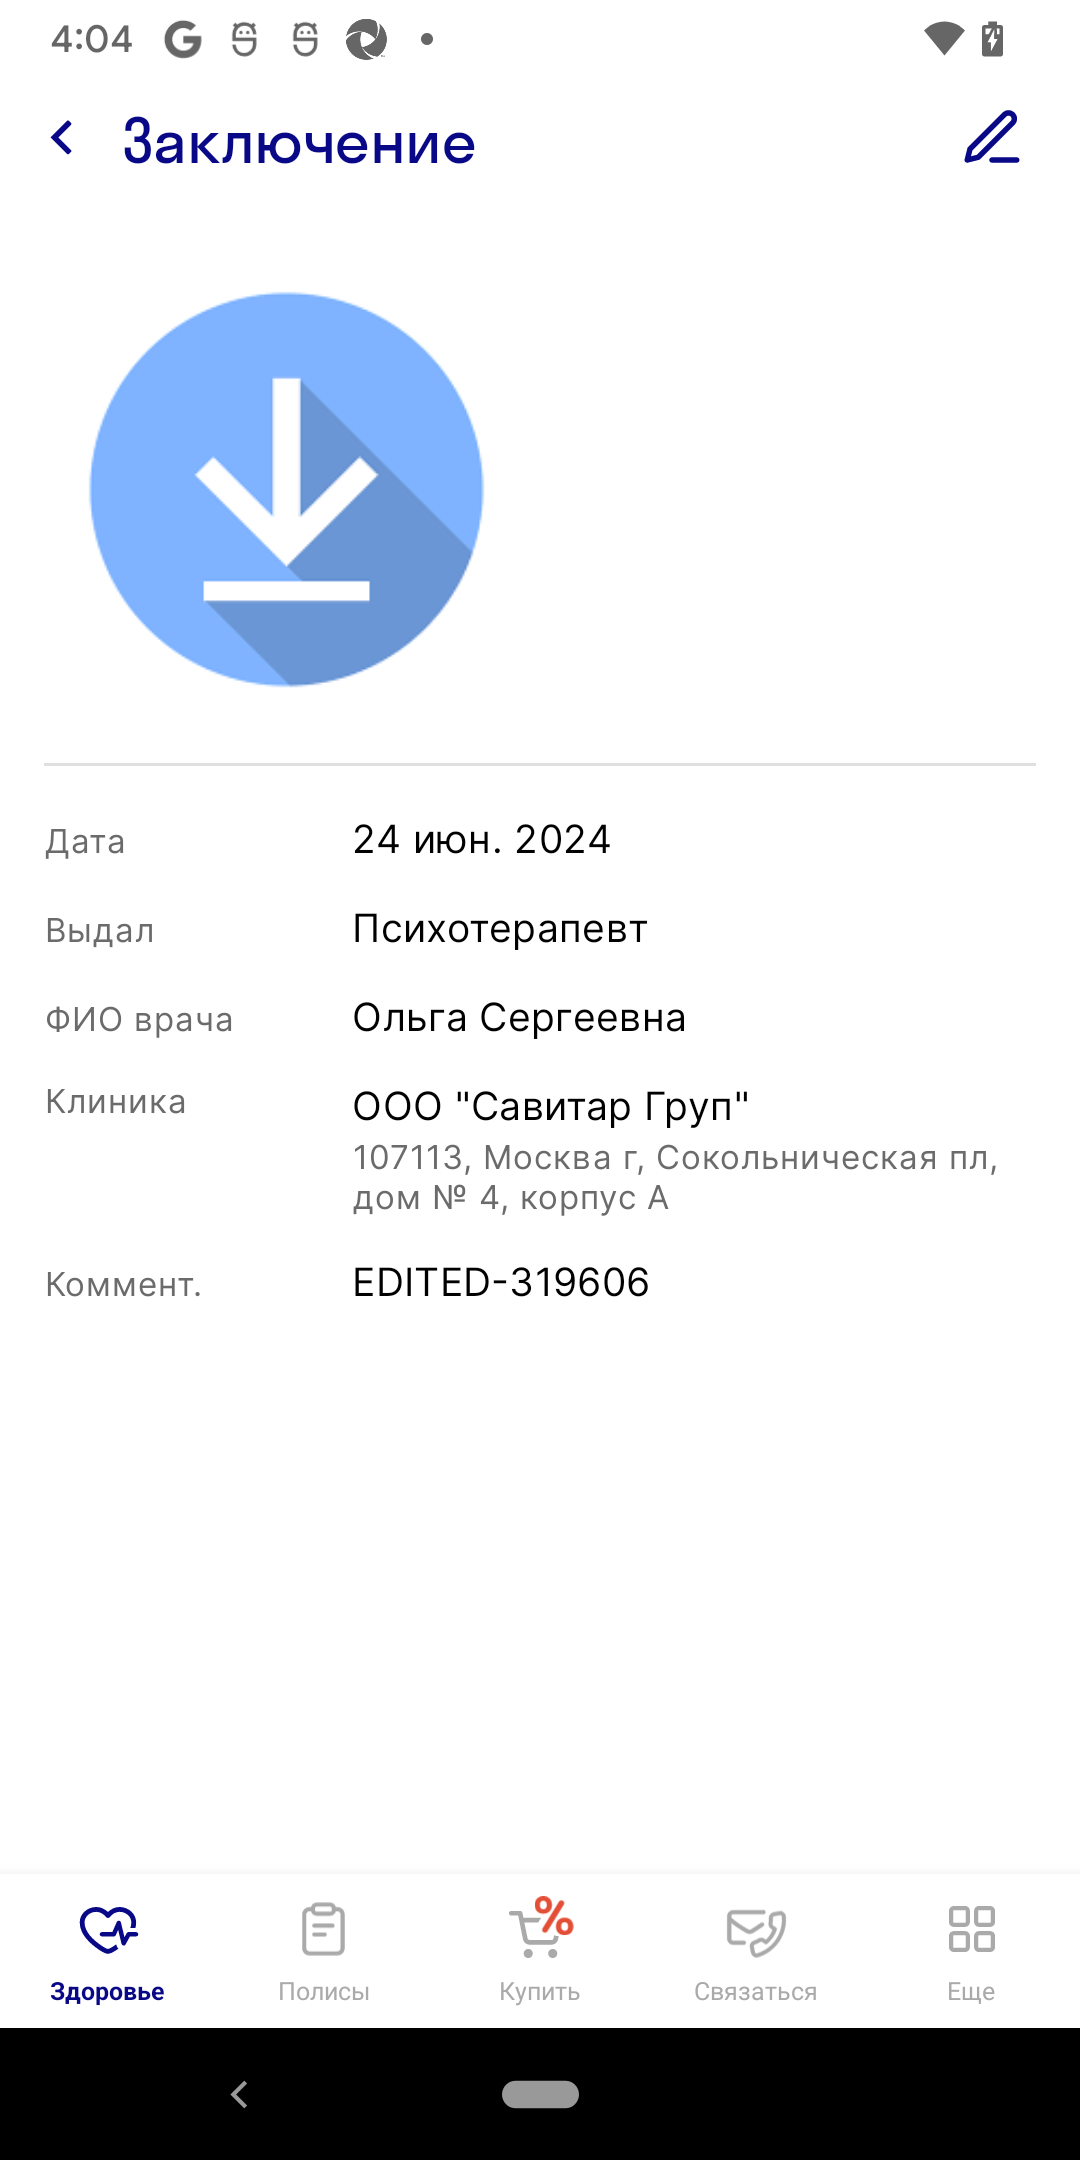 4:04
Заключение
Дата
24 июн. 2024
Выдал
Психотерапевт
ФИО врача
Ольга Сергеевна
Клиника
ООО "Савитар Груп"
107113, Москва г, Сокольническая пл,
дом № 4, корпус А
Коммент.
EDITED-319606
Здоровье
Полисы
%
Купить
Связаться
Еще